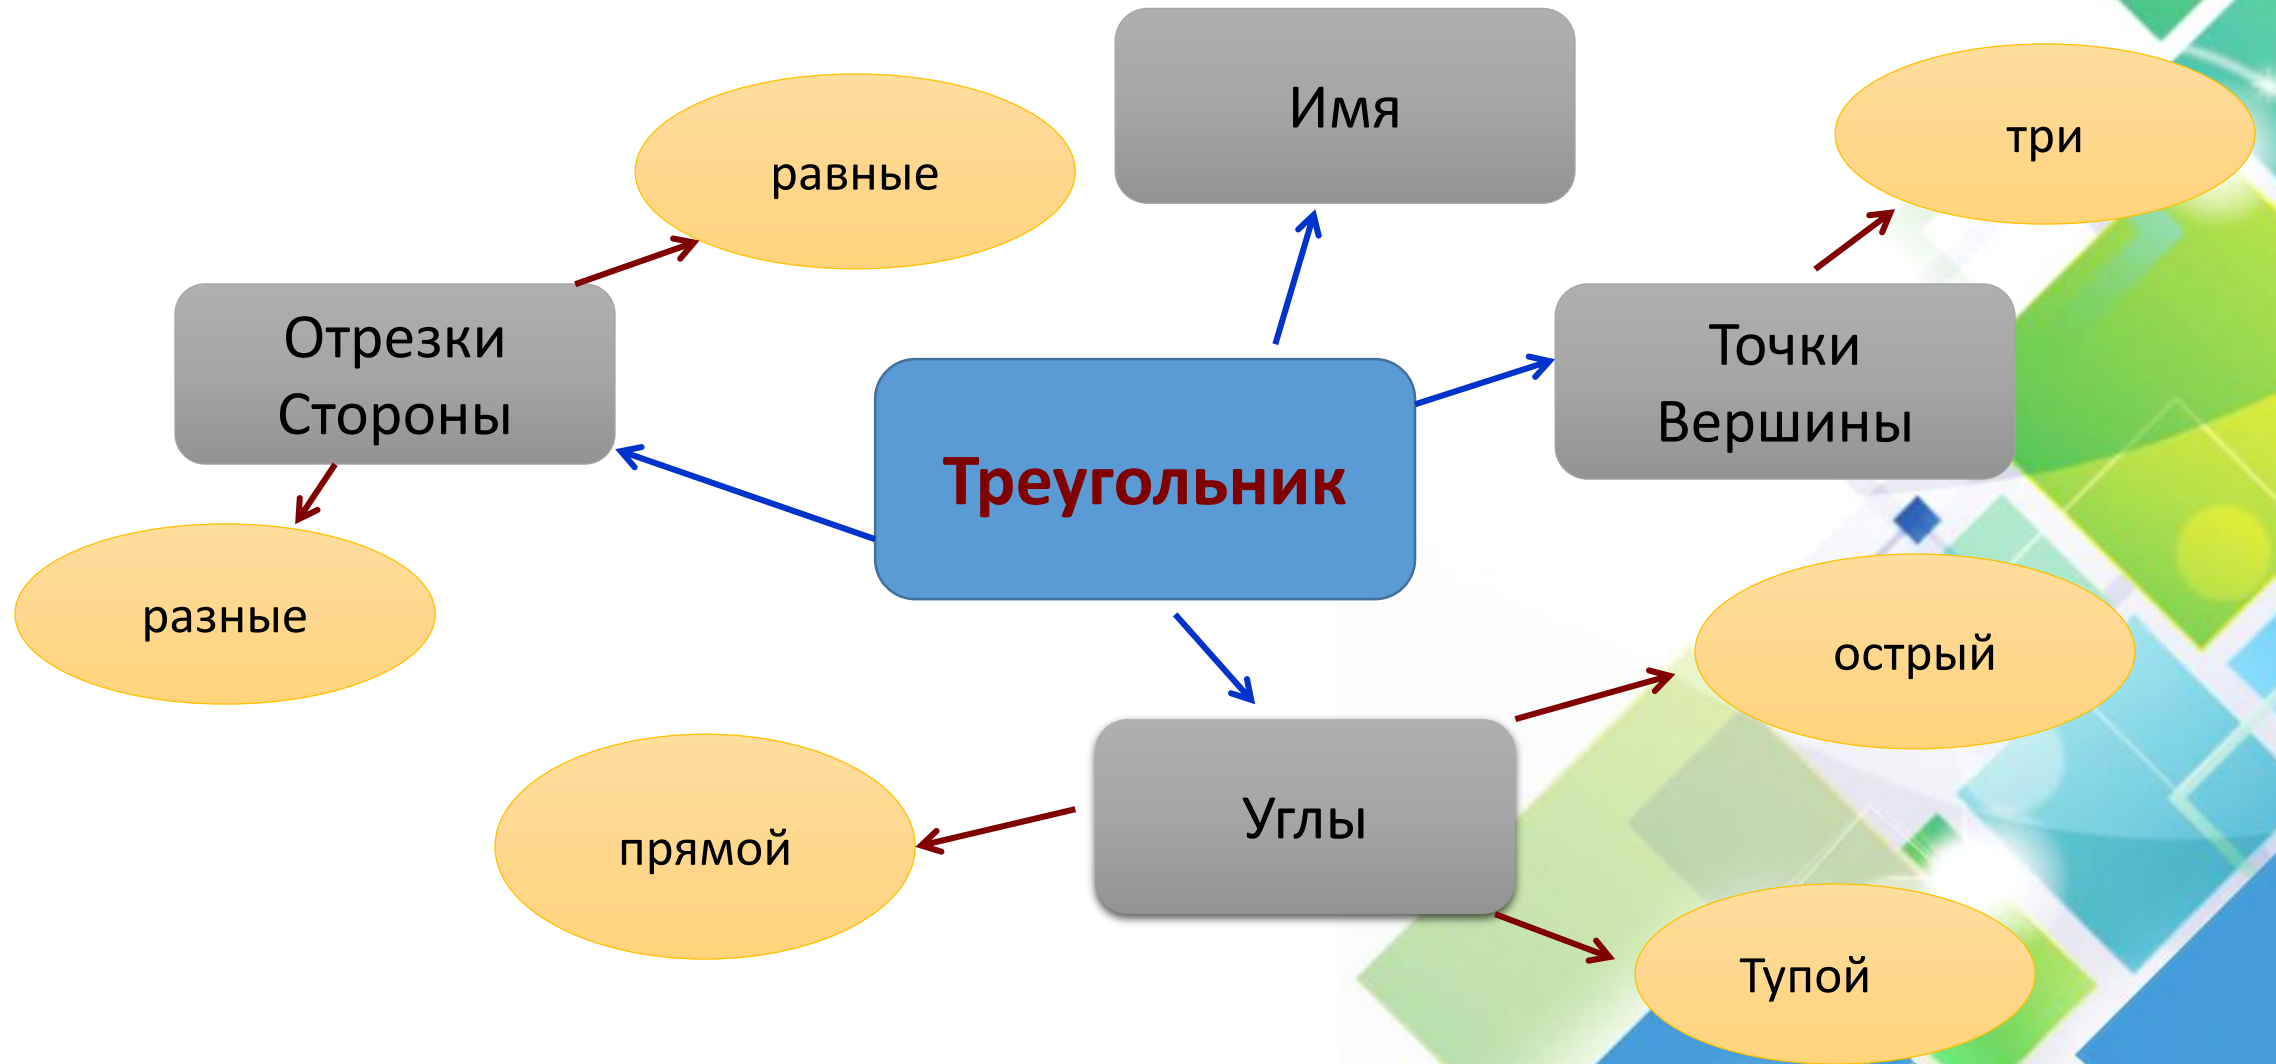 Имя
три
равные
Отрезки
Стороны
Точки
Вершины
Треугольник
разные
острый
прямой
Углы
Тупой